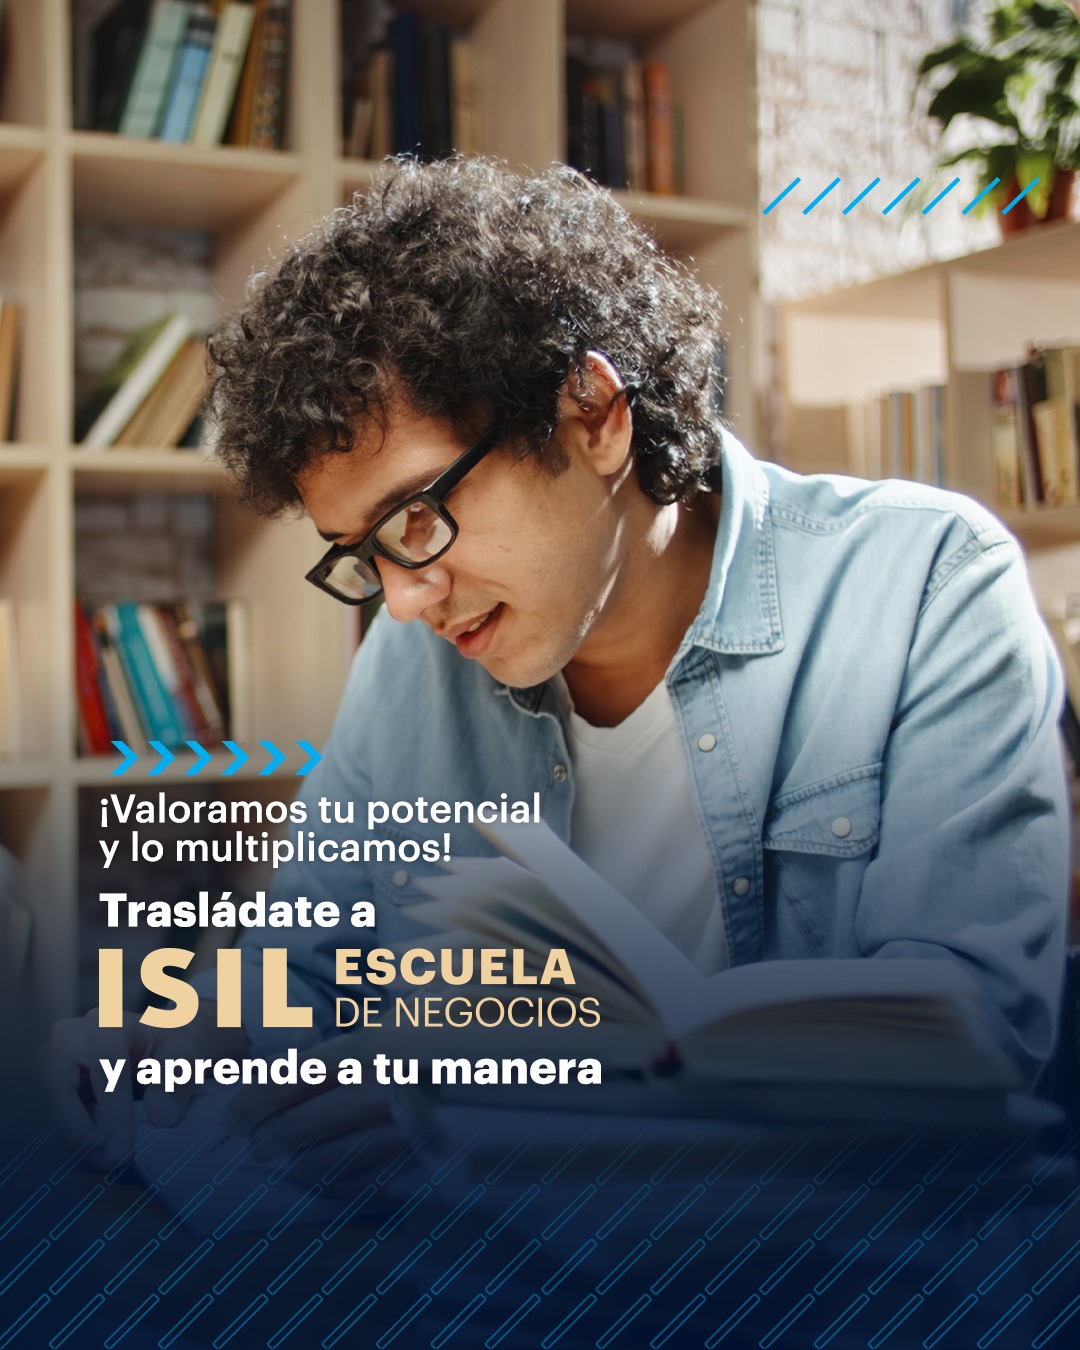 ¡Valoramos tu potencial
y lo multiplicamos!
Trasládate a
ISIL ESCUELA
DE NEGOCIOS
y aprende a tu manera